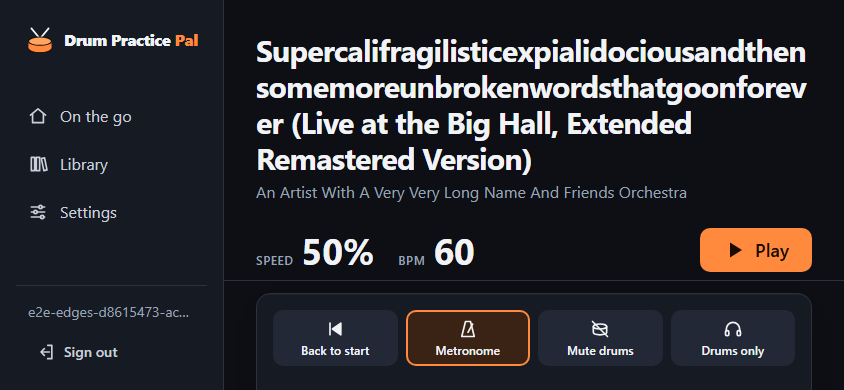 Drum Practice Pal
On the go
Library
Settings
e2e-edges-d8615473-ac...
Sign out
Supercalifragilisticexpialidociousandthen
somemoreunbrokenwordsthatgoonforev
er (Live at the Big Hall, Extended
Remastered Version)
An Artist With A Very Very Long Name And Friends Orchestra
SPEED 50% BPM 60
Play
Back to start
Metronome
Mute drums
Drums only